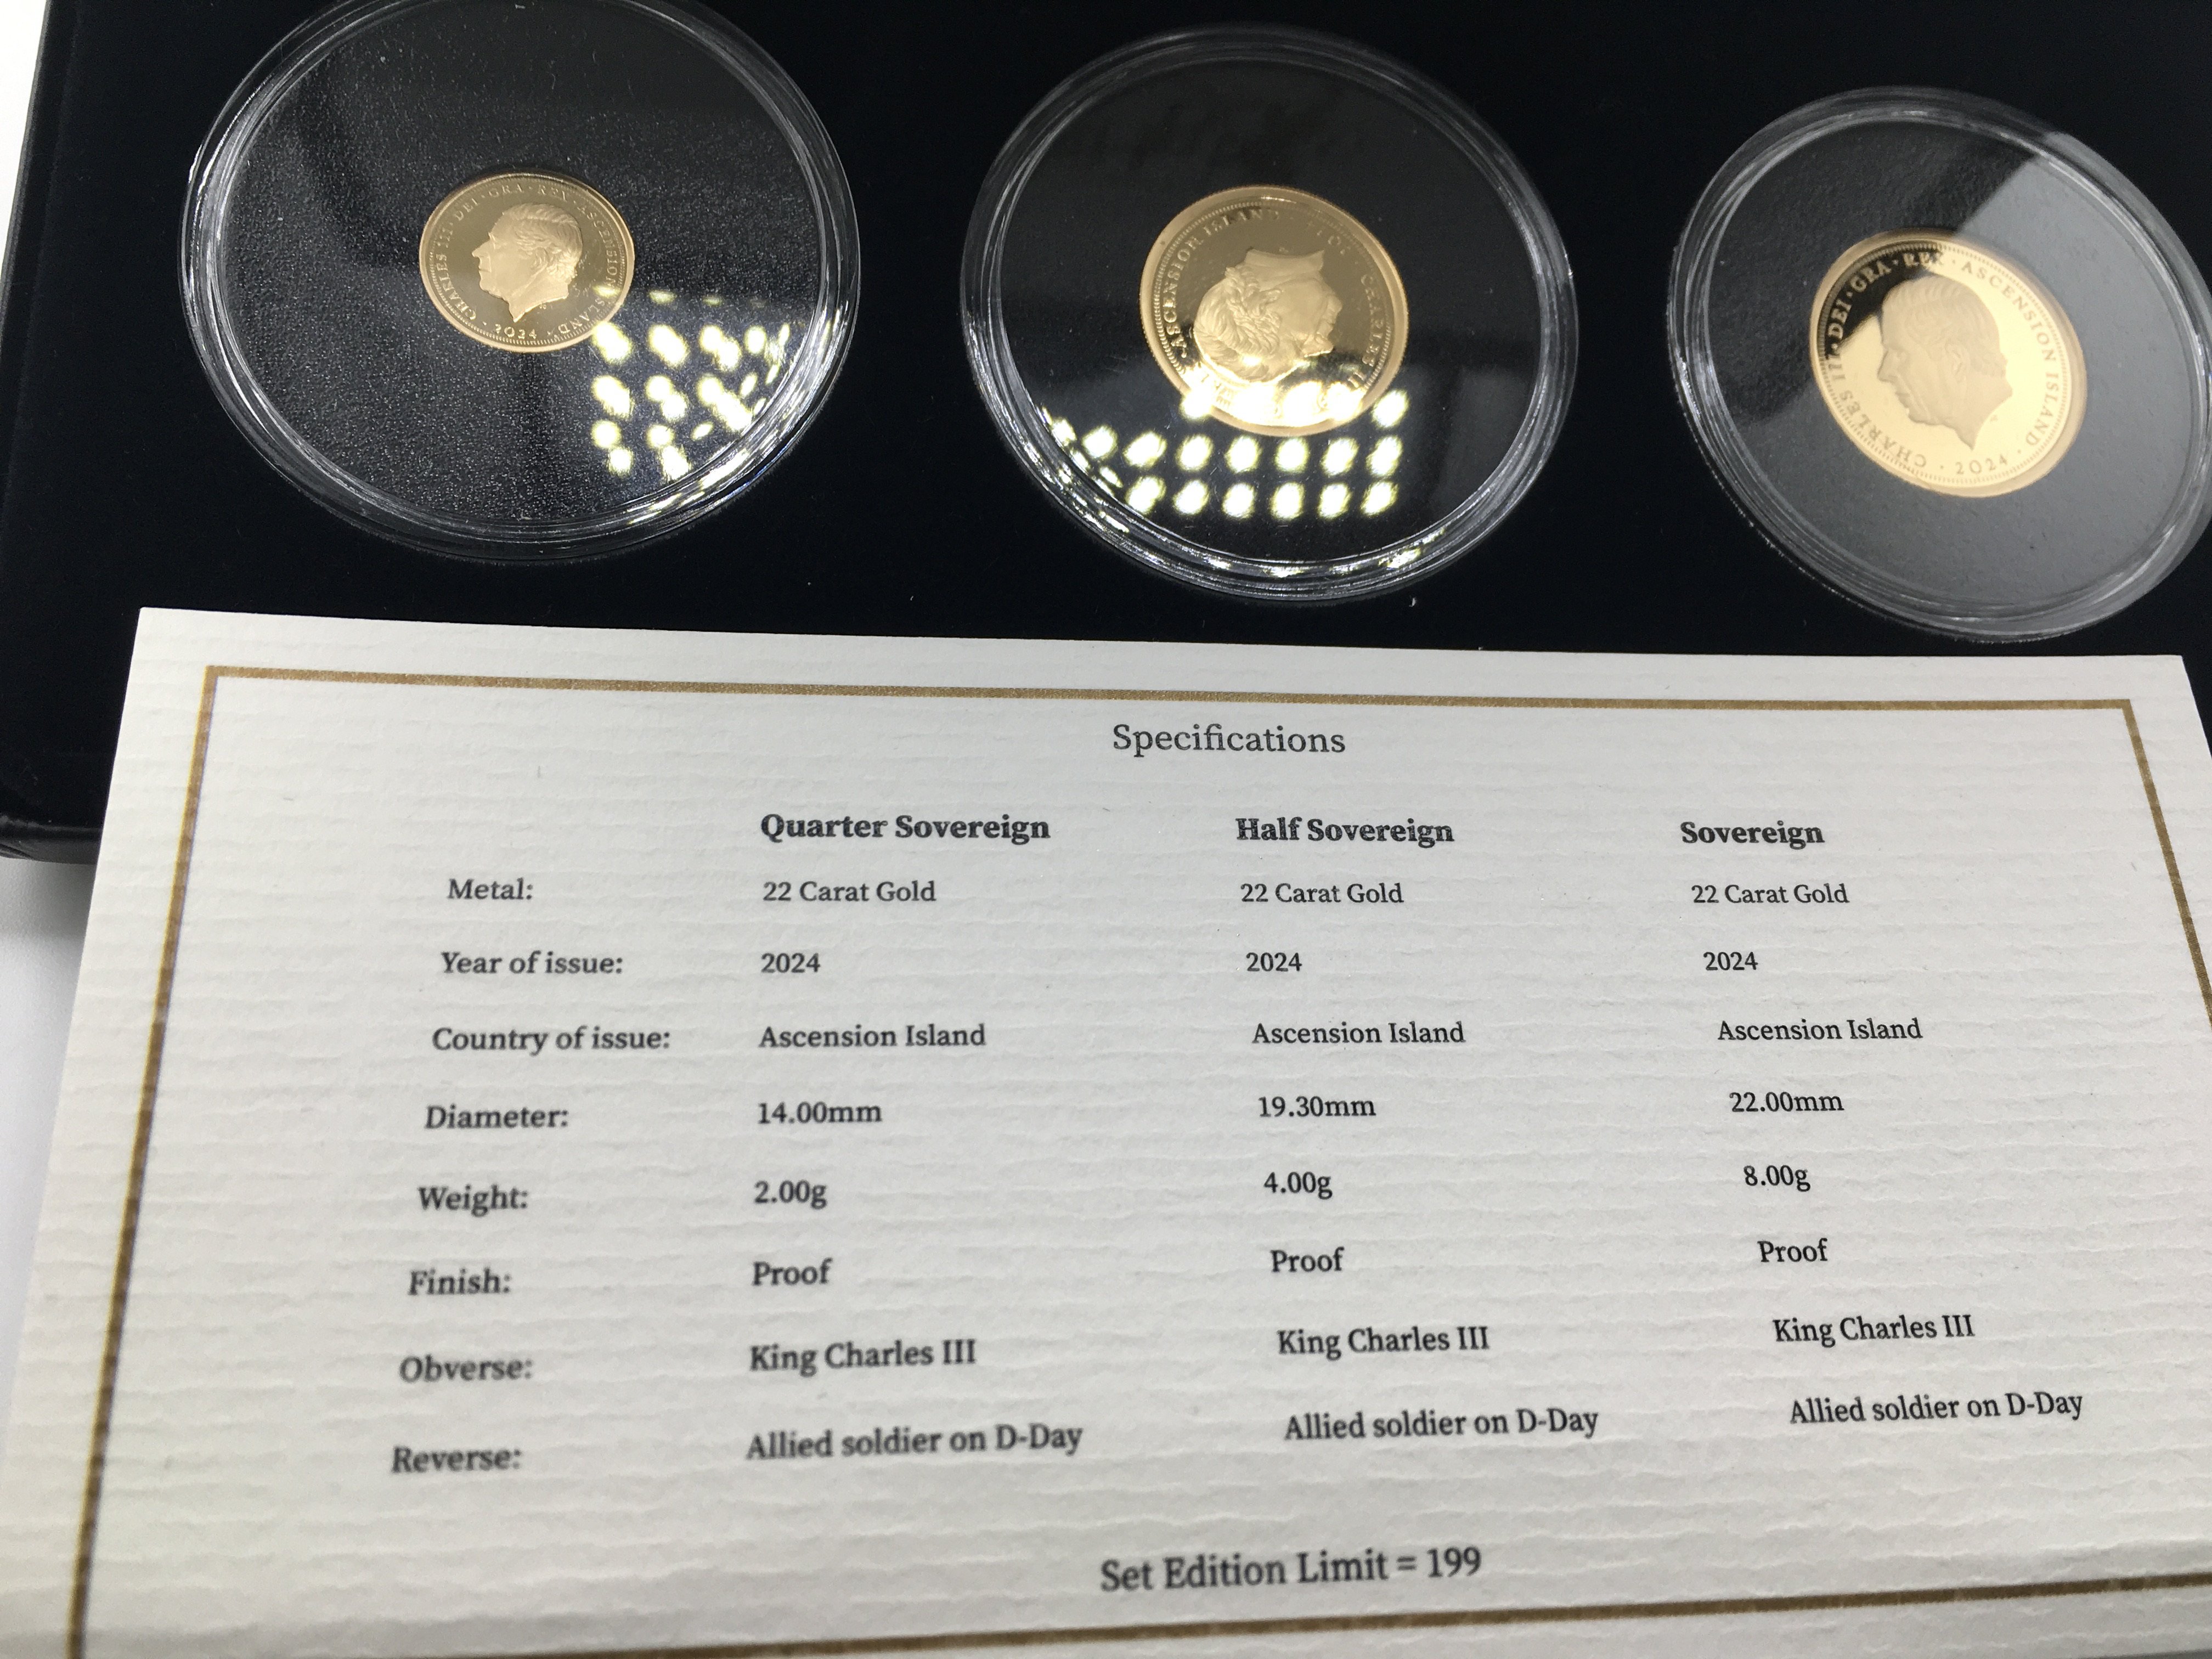 CHARLES III · DEI · GRA · REX · ASCENSION ISLAND · 2024 ·
· ASCENSION ISLAND CHARLES
CHARLES III · DEI · GRA · REX · ASCENSION ISLAND · 2024 ·
Specifications
Quarter Sovereign Half Sovereign Sovereign
Metal: 22 Carat Gold 22 Carat Gold 22 Carat Gold
Year of issue: 2024 2024 2024
Country of issue: Ascension Island Ascension Island Ascension Island
Diameter: 14.00mm 19.30mm 22.00mm
Weight: 2.00g 4.00g 8.00g
Finish: Proof Proof Proof
Obverse: King Charles III King Charles III King Charles III
Reverse: Allied soldier on D-Day Allied soldier on D-Day Allied soldier on D-Day
Set Edition Limit = 199